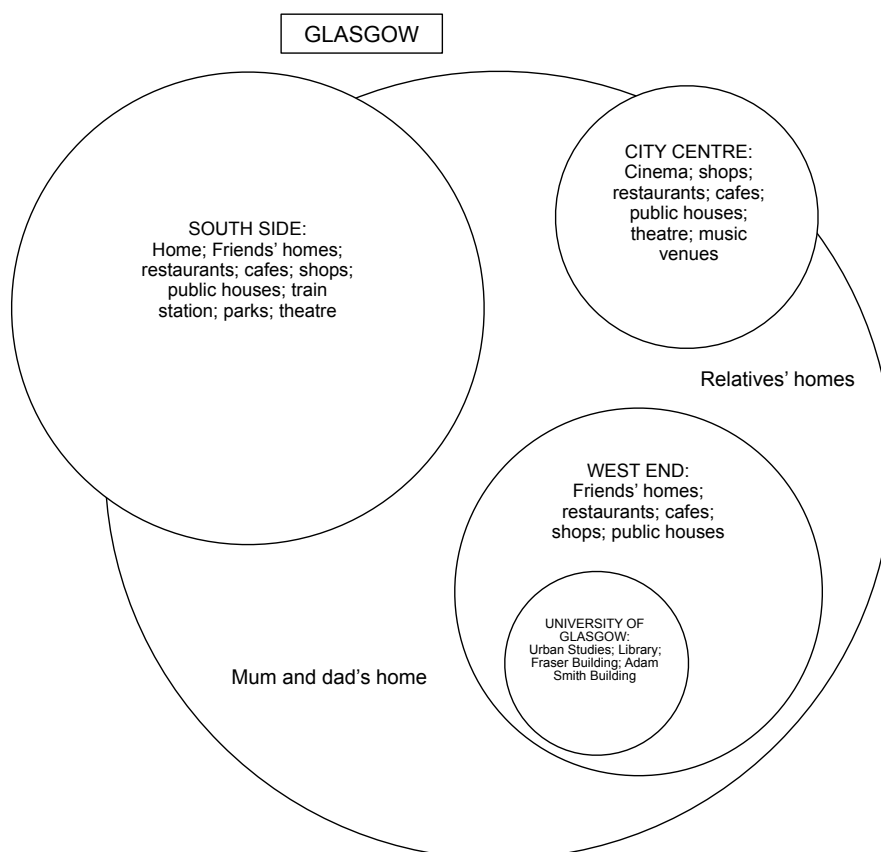 GLASGOW
CITY CENTRE:
Cinema; shops;
restaurants; cafes;
public houses;
theatre; music
venues
SOUTH SIDE:
Home; Friends’ homes;
restaurants; cafes; shops;
public houses; train
station; parks; theatre
Relatives’ homes
WEST END:
Friends’ homes;
restaurants; cafes;
shops; public houses
UNIVERSITY OF
GLASGOW:
Urban Studies; Library;
Fraser Building; Adam
Smith Building
Mum and dad’s home